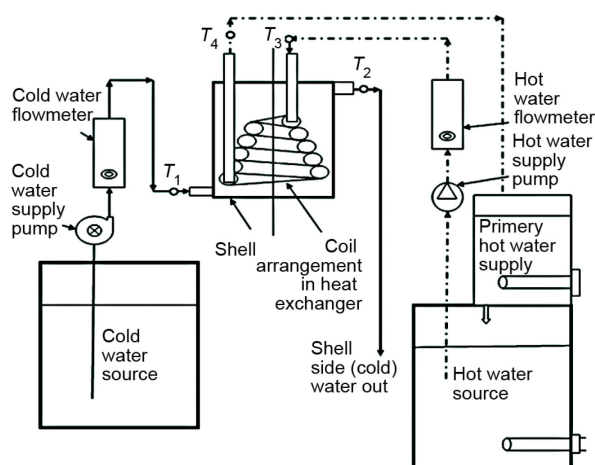 T4
T3
T2
Cold water
flowmeter
Hot
water
flowmeter
Cold
water
supply
pump
T1
Hot water
supply
pump
Shell
Coil
arrangement
in heat
exchanger
Primery
hot water
supply
Cold
water
source
Shell
side (cold)
water out
Hot water
source